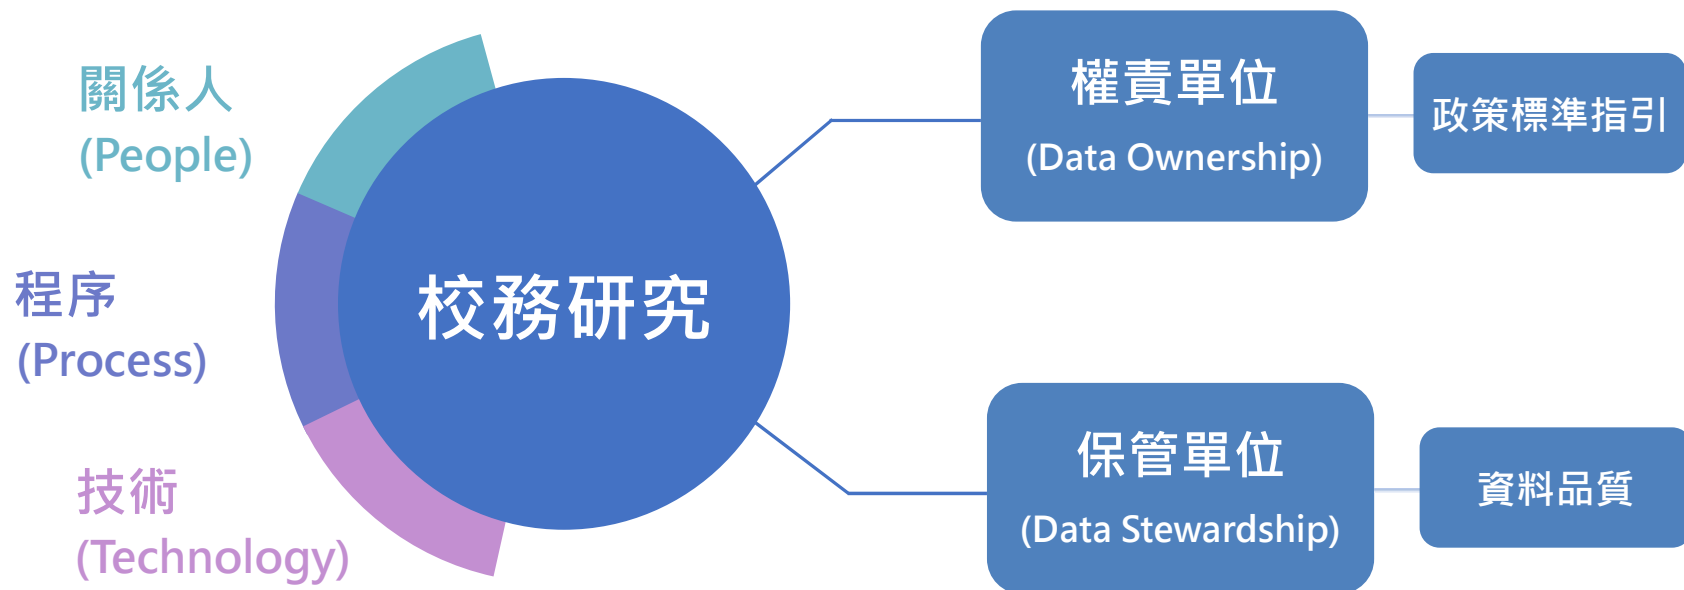 關係人
(People)
程序
(Process)
技術
(Technology)
校務研究
權責單位
(Data Ownership)
政策標準指引
保管單位
(Data Stewardship)
資料品質